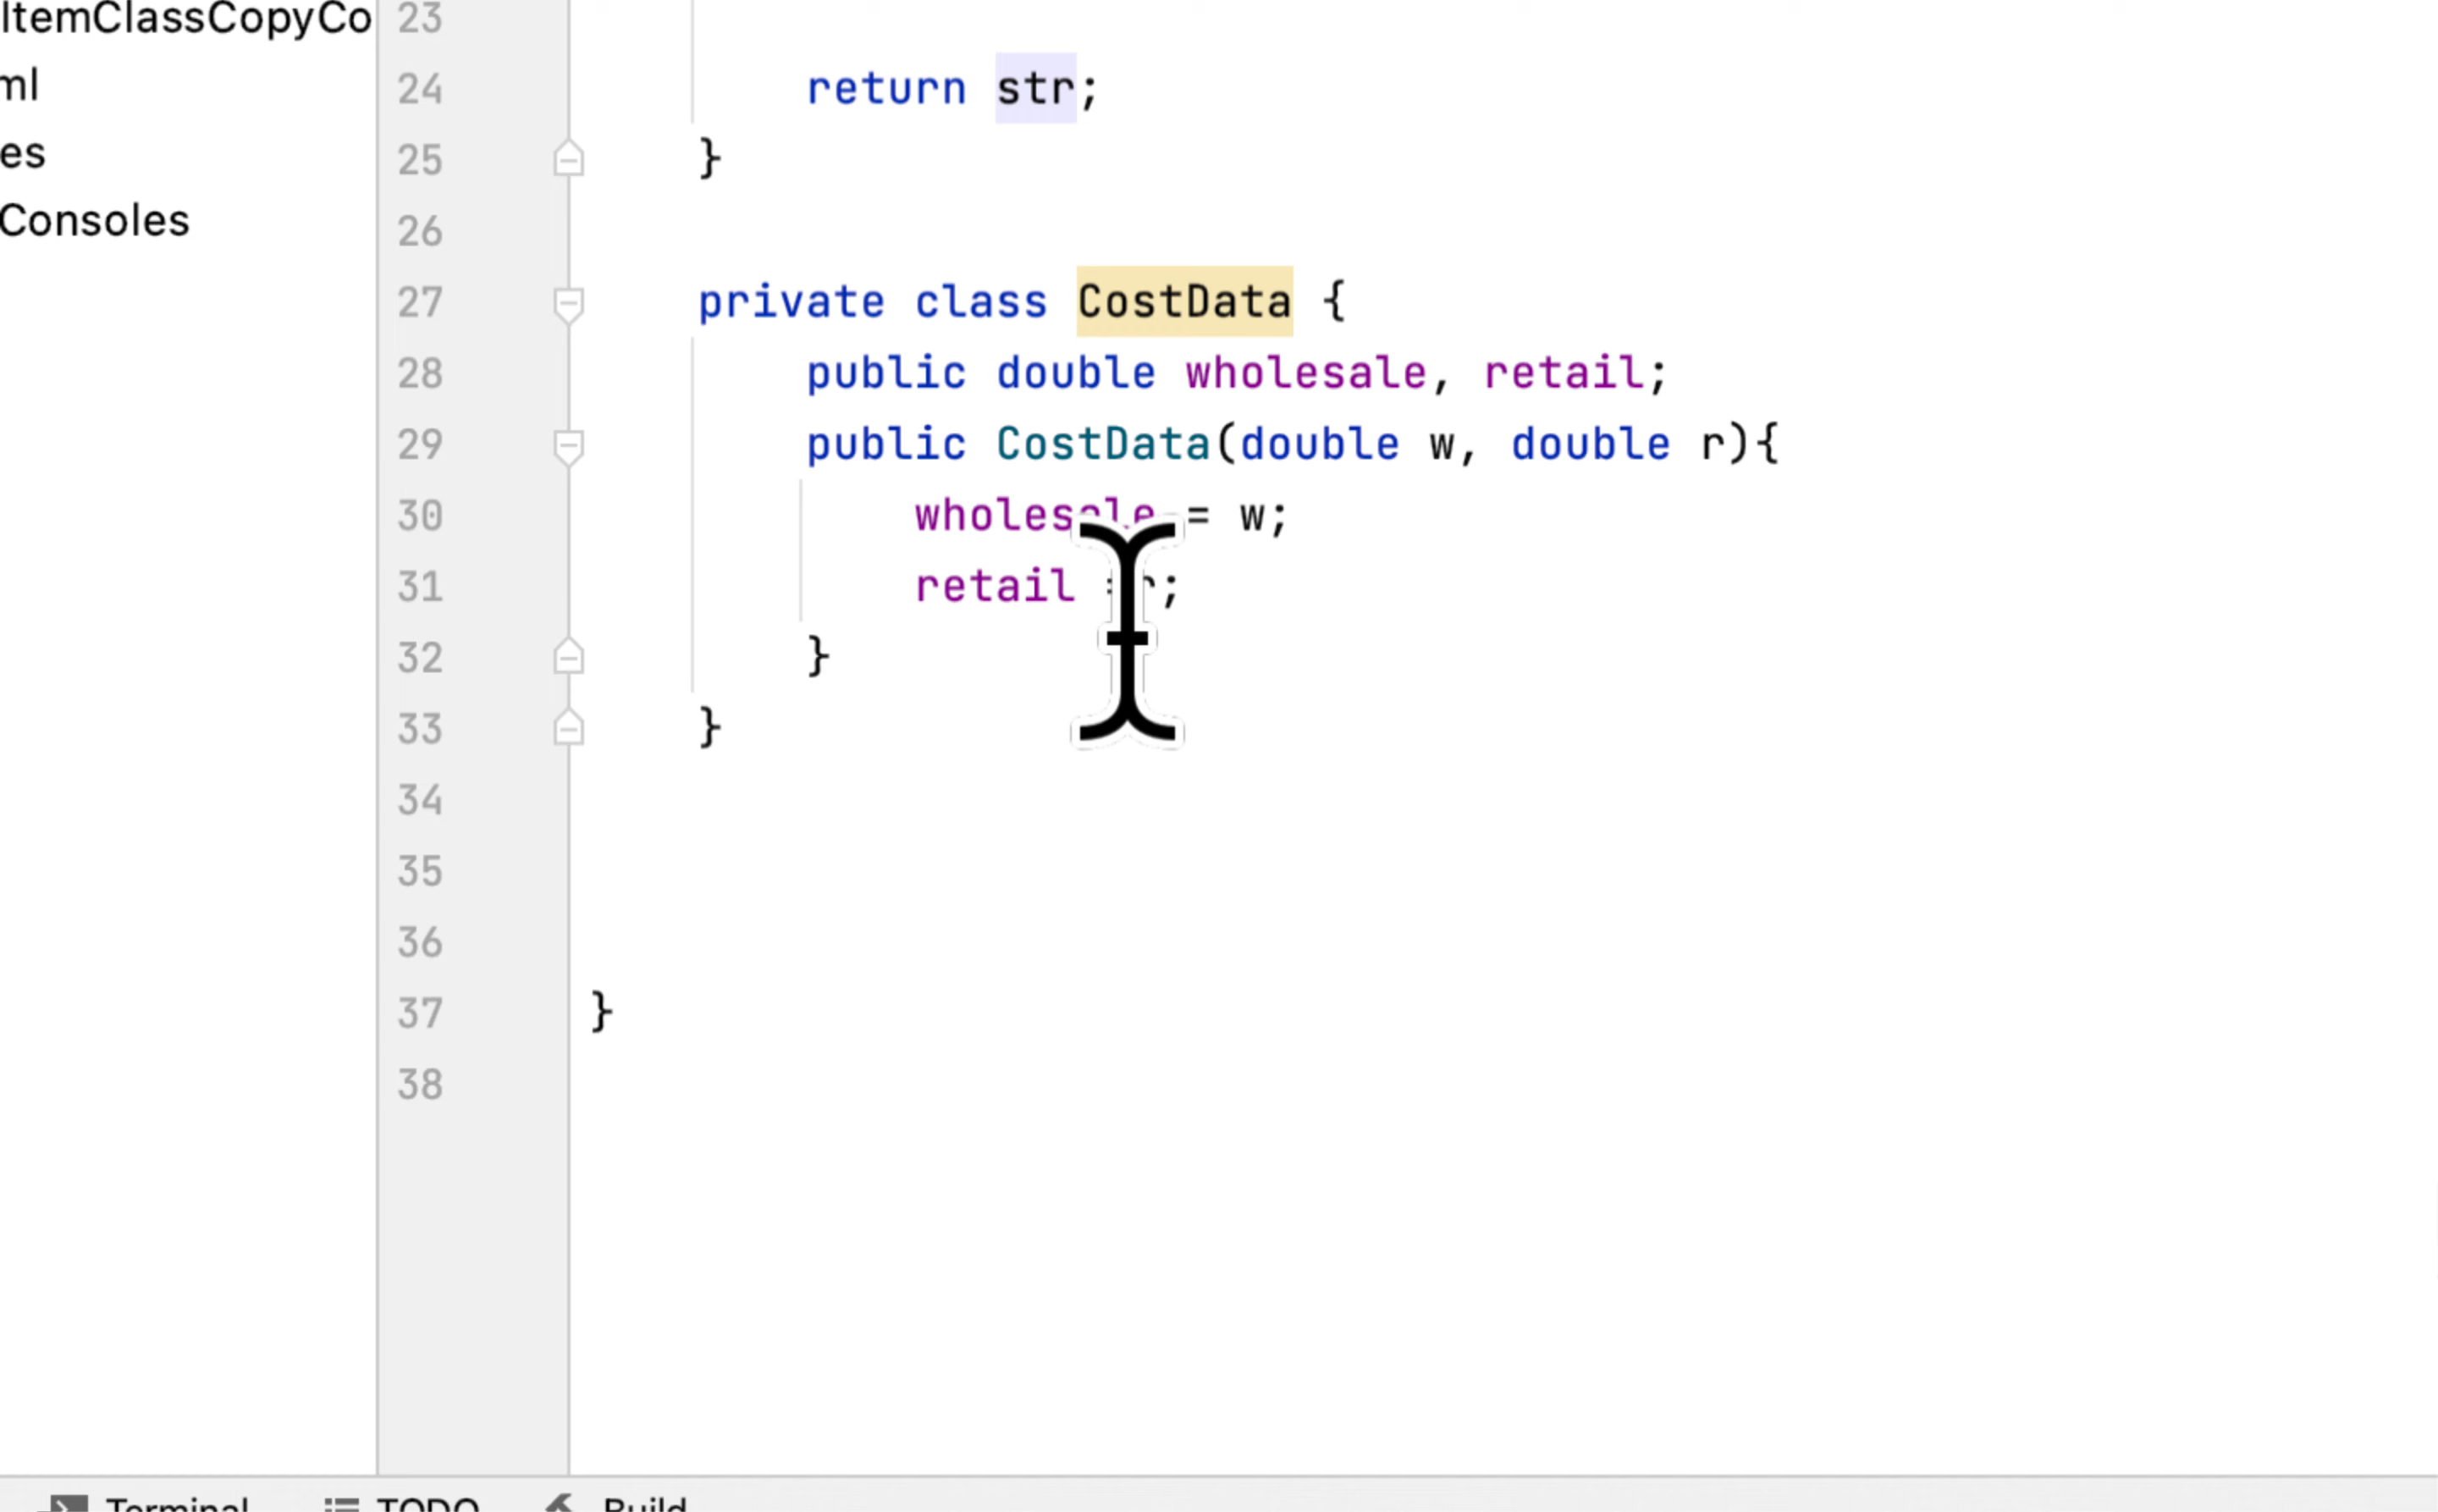 ItemClassCopyCo
ml
es
Consoles
23
24 return str;
25 }
26
27 private class CostData {
28 public double wholesale, retail;
29 public CostData(double w, double r){
30 wholesale = w;
31 retail =r;
32 }
33 }
34
35
36
37 }
38
Terminal TODO Build